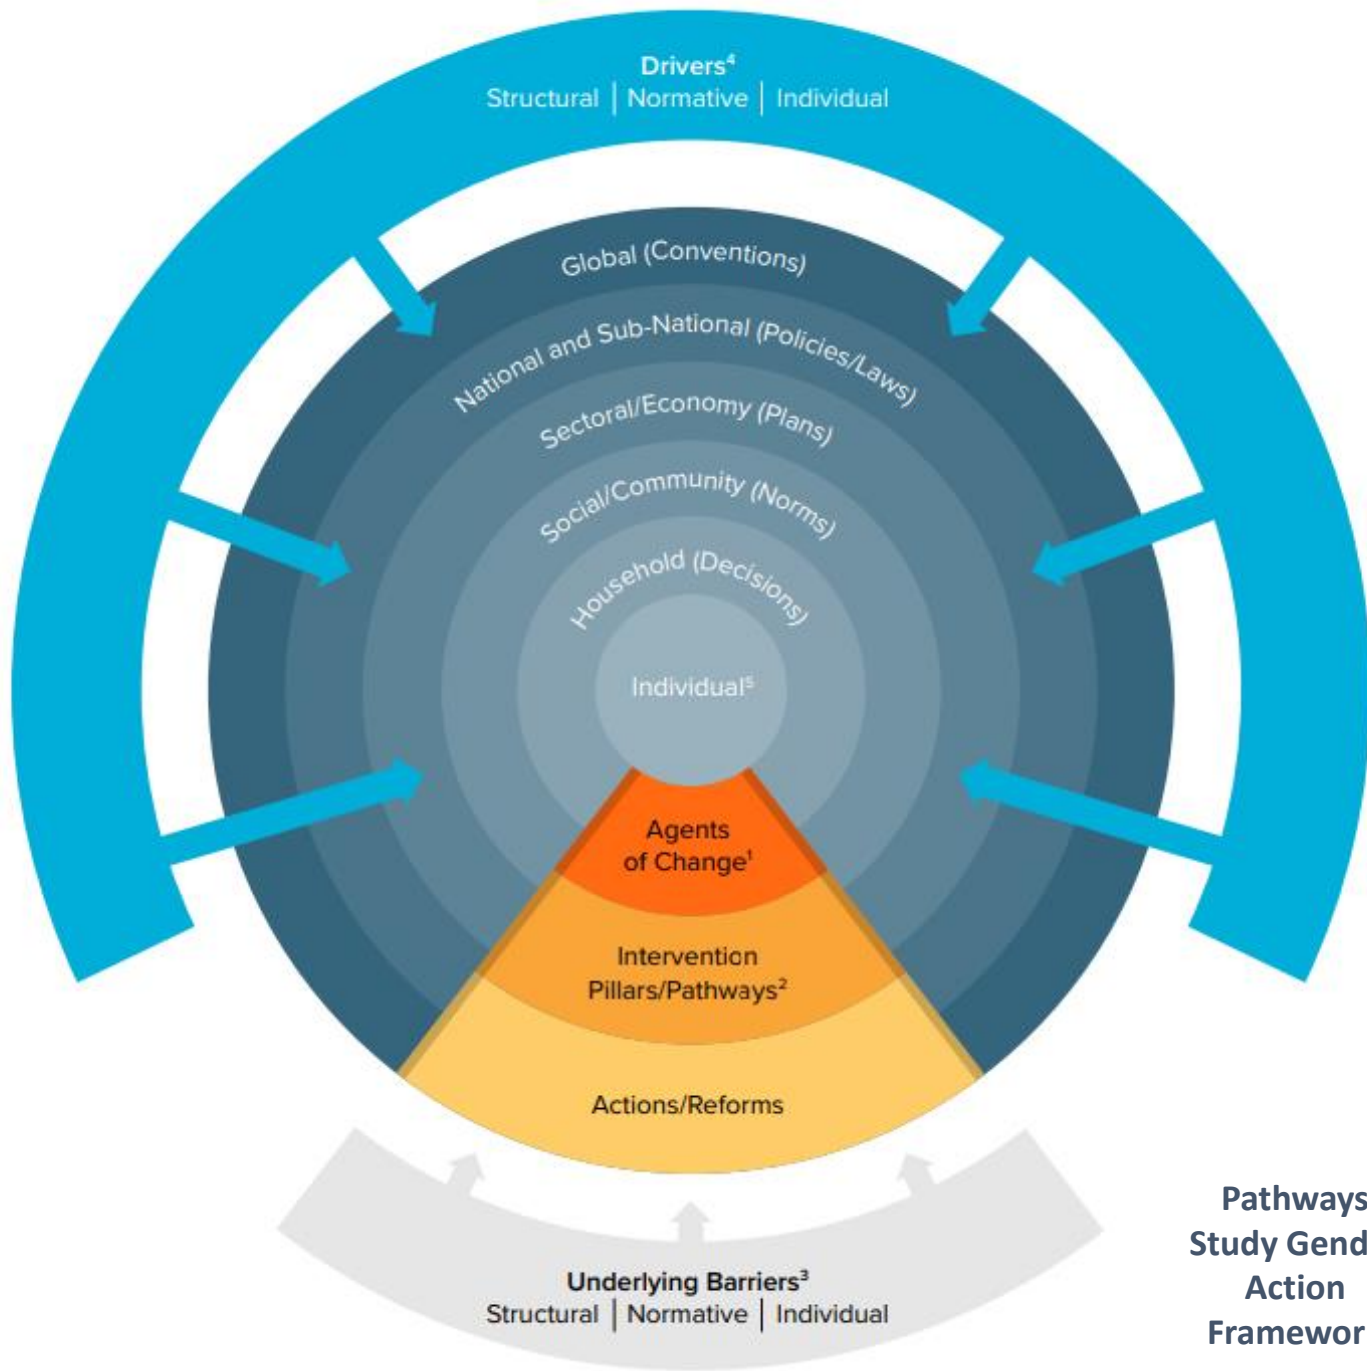 Drivers⁴
Structural | Normative | Individual
Global (Conventions)
National and Sub-National (Policies/Laws)
Sectoral/Economy (Plans)
Social/Community (Norms)
Household (Decisions)
Individual⁵
Agents
of Change¹
Intervention
Pillars/Pathways²
Actions/Reforms
Underlying Barriers³
Structural | Normative | Individual
Pathways
Study Gend
Action
Framewor